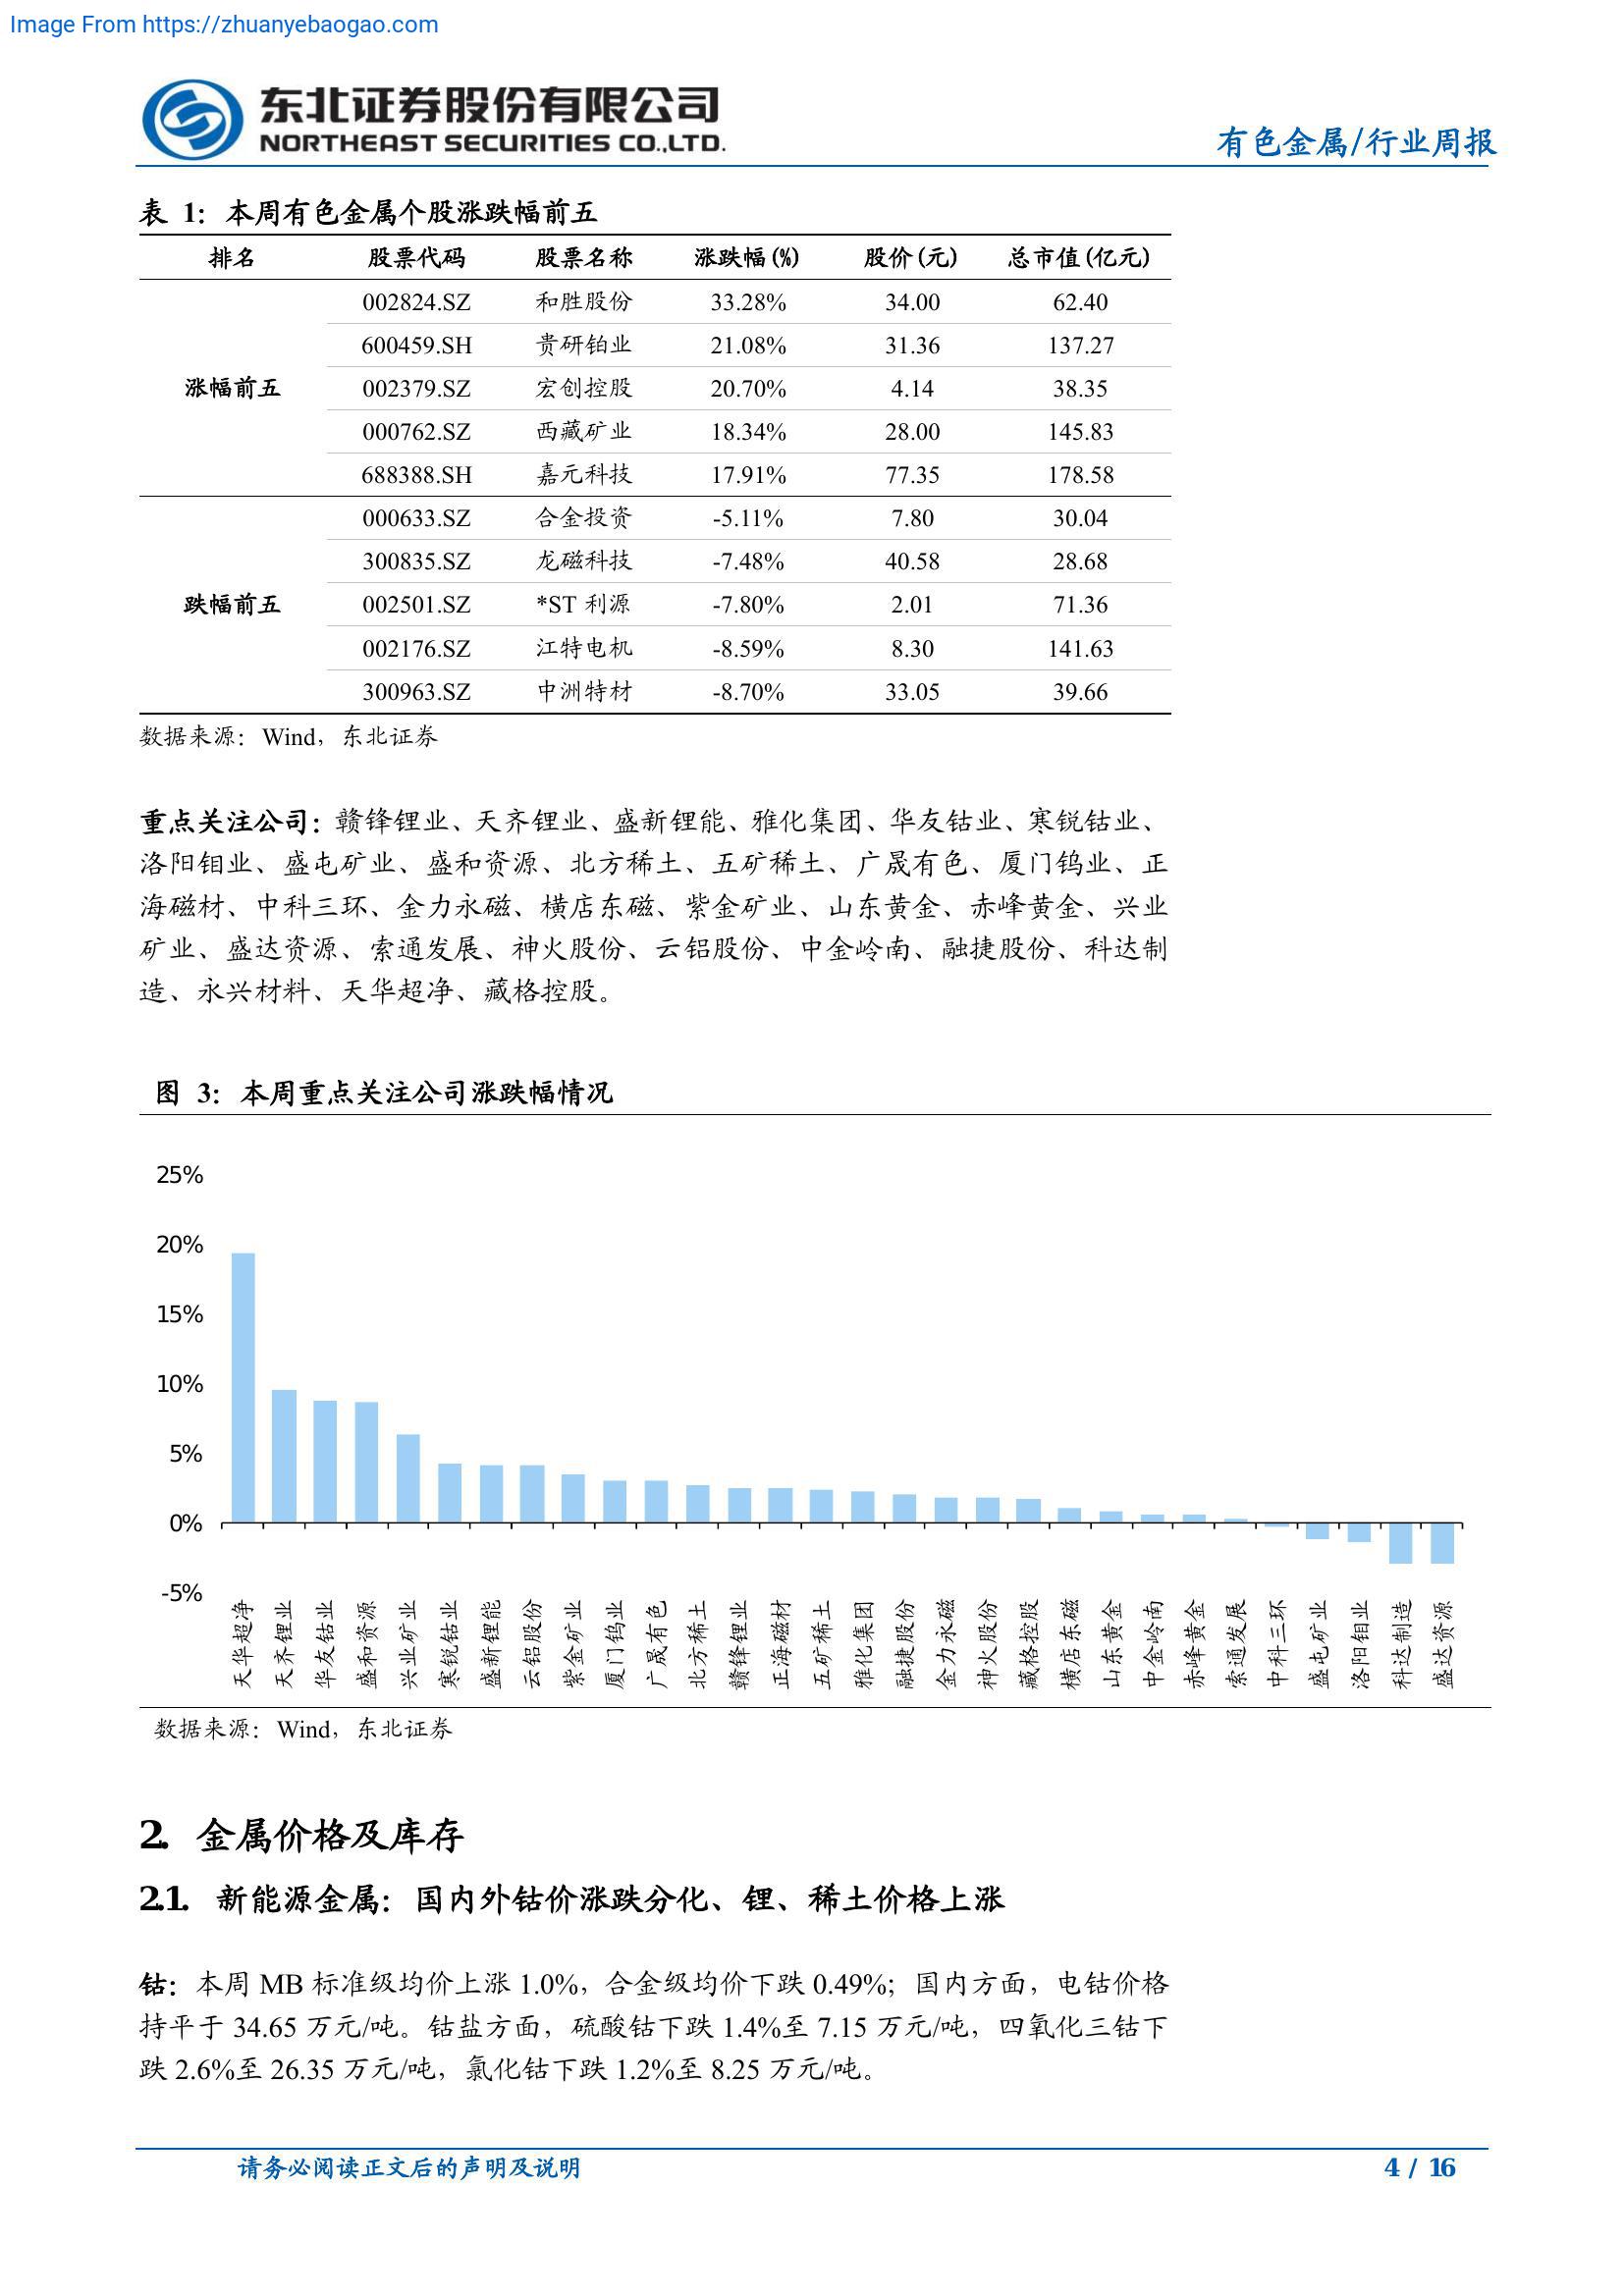 Image From https://zhuanyebaogao.com
东北证券股份有限公司
NORTHEAST SECURITIES CO.,LTD.
有色金属/行业周报
表 1：本周有色金属个股涨跌幅前五
排名 股票代码 股票名称 涨跌幅(%) 股价(元) 总市值(亿元)
002824.SZ 和胜股份 33.28% 34.00 62.40
600459.SH 贵研铂业 21.08% 31.36 137.27
涨幅前五 002379.SZ 宏创控股 20.70% 4.14 38.35
000762.SZ 西藏矿业 18.34% 28.00 145.83
688388.SH 嘉元科技 17.91% 77.35 178.58
000633.SZ 合金投资 -5.11% 7.80 30.04
300835.SZ 龙磁科技 -7.48% 40.58 28.68
跌幅前五 002501.SZ *ST 利源 -7.80% 2.01 71.36
002176.SZ 江特电机 -8.59% 8.30 141.63
300963.SZ 中洲特材 -8.70% 33.05 39.66
数据来源：Wind，东北证券
重点关注公司：赣锋锂业、天齐锂业、盛新锂能、雅化集团、华友钴业、寒锐钴业、
洛阳钼业、盛屯矿业、盛和资源、北方稀土、五矿稀土、广晟有色、厦门钨业、正
海磁材、中科三环、金力永磁、横店东磁、紫金矿业、山东黄金、赤峰黄金、兴业
矿业、盛达资源、索通发展、神火股份、云铝股份、中金岭南、融捷股份、科达制
造、永兴材料、天华超净、藏格控股。
图 3：本周重点关注公司涨跌幅情况
25%
20%
15%
10%
5%
0%
-5%
天华超净
天齐锂业
华友钴业
盛和资源
兴业矿业
寒锐钴业
盛新锂能
云铝股份
紫金矿业
厦门钨业
广晟有色
北方稀土
赣锋锂业
正海磁材
五矿稀土
雅化集团
融捷股份
金力永磁
神火股份
藏格控股
横店东磁
山东黄金
中金岭南
赤峰黄金
索通发展
中科三环
盛屯矿业
洛阳钼业
科达制造
盛达资源
数据来源：Wind，东北证券
2. 金属价格及库存
2.1. 新能源金属：国内外钴价涨跌分化、锂、稀土价格上涨
钴：本周 MB 标准级均价上涨 1.0%，合金级均价下跌 0.49%；国内方面，电钴价格
持平于 34.65 万元/吨。钴盐方面，硫酸钴下跌 1.4%至 7.15 万元/吨，四氧化三钴下
跌 2.6%至 26.35 万元/吨，氯化钴下跌 1.2%至 8.25 万元/吨。
请务必阅读正文后的声明及说明
4 / 16